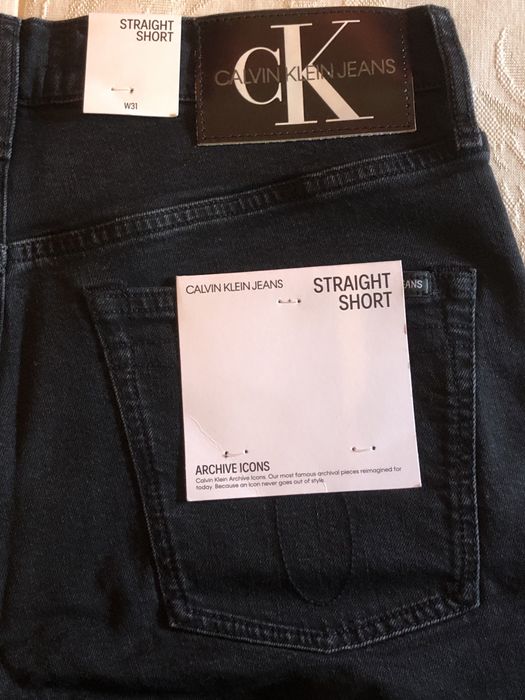 STRAIGHT
SHORT
W31
CK
CALVIN KLEIN JEANS
CALVIN KLEIN JEANS
STRAIGHT
SHORT
EANS
ARCHIVE ICONS
Calvin Klein Archive Icons. Our most famous archival pieces reimagined for
today. Because an icon never goes out of style.